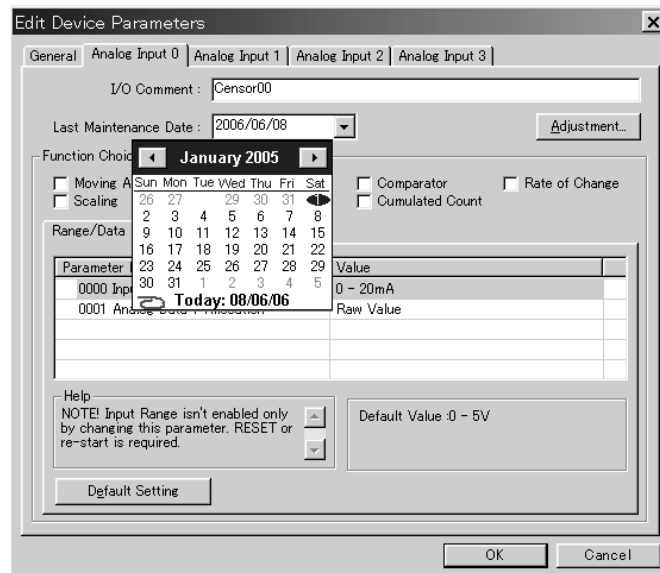 Edit Device Parameters
General Analog Input 0 Analog Input 1 Analog Input 2 Analog Input 3
I/O Comment : Censor00
Last Maintenance Date : 2006/06/08 Adjustment...
Function Choic
January 2005
Moving A Comparator Rate of Change
Scaling Cumulated Count
Sun Mon Tue Wed Thu Fri Sat
26 27 29 30 31 1
2 3 4 5 6 7 8
9 10 11 12 13 14 15
16 17 18 19 20 21 22
23 24 25 26 27 28 29
30 31 1 2 3 4 5
Today: 08/06/06
Range/Data
Parameter Value
0000 Inp 0 - 20mA
0001 Analog Data Raw Value
Help
NOTE! Input Range isn't enabled only
by changing this parameter. RESET or
re-start is required.
Default Value :0 - 5V
Default Setting
OK Cancel